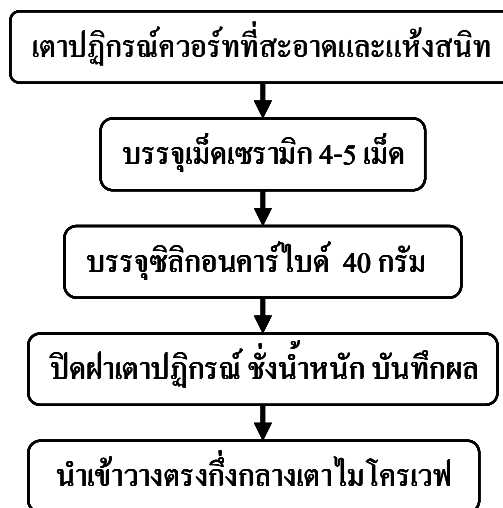 เตาปฏิกรณ์ควอร์ทที่สะอาดและแห้งสนิท
บรรจุเม็ดเซรามิก 4-5 เม็ด
บรรจุซิลิกอนคาร์ไบด์ 40 กรัม
ปิดฝาเตาปฏิกรณ์ ชั่งน้ำหนัก บันทึกผล
นำเข้าวางตรงกึ่งกลางเตาไมโครเวฟ